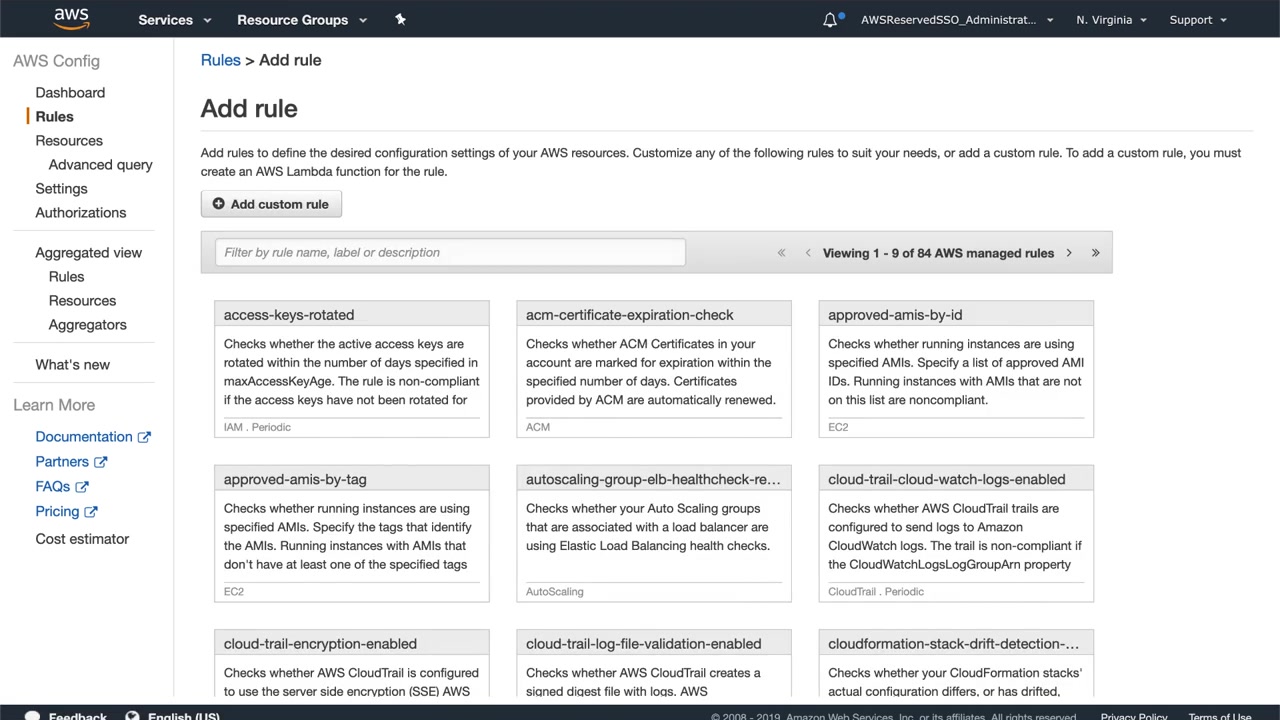 aws
Services
Resource Groups
AWSReservedSSO_Administrat...
N. Virginia
Support
AWS Config
Dashboard
Rules
Resources
Advanced query
Settings
Authorizations
Aggregated view
Rules
Resources
Aggregators
What's new
Learn More
Documentation
Partners
FAQs
Pricing
Cost estimator
Rules > Add rule
Add rule
Add rules to define the desired configuration settings of your AWS resources. Customize any of the following rules to suit your needs, or add a custom rule. To add a custom rule, you must
create an AWS Lambda function for the rule.
Add custom rule
Filter by rule name, label or description
« ‹ Viewing 1 - 9 of 84 AWS managed rules › »
access-keys-rotated
Checks whether the active access keys are
rotated within the number of days specified in
maxAccessKeyAge. The rule is non-compliant
if the access keys have not been rotated for
IAM . Periodic
acm-certificate-expiration-check
Checks whether ACM Certificates in your
account are marked for expiration within the
specified number of days. Certificates
provided by ACM are automatically renewed.
ACM
approved-amis-by-id
Checks whether running instances are using
specified AMIs. Specify a list of approved AMI
IDs. Running instances with AMIs that are not
on this list are noncompliant.
EC2
approved-amis-by-tag
Checks whether running instances are using
specified AMIs. Specify the tags that identify
the AMIs. Running instances with AMIs that
don't have at least one of the specified tags
EC2
autoscaling-group-elb-healthcheck-re...
Checks whether your Auto Scaling groups
that are associated with a load balancer are
using Elastic Load Balancing health checks.
AutoScaling
cloud-trail-cloud-watch-logs-enabled
Checks whether AWS CloudTrail trails are
configured to send logs to Amazon
CloudWatch logs. The trail is non-compliant if
the CloudWatchLogsLogGroupArn property
CloudTrail . Periodic
cloud-trail-encryption-enabled
Checks whether AWS CloudTrail is configured
to use the server side encryption (SSE) AWS
cloud-trail-log-file-validation-enabled
Checks whether AWS CloudTrail creates a
signed digest file with logs. AWS
cloudformation-stack-drift-detection-...
Checks whether your CloudFormation stacks'
actual configuration differs, or has drifted,
Feedback
English (US)
© 2008 - 2019, Amazon Web Services, Inc. or its affiliates. All rights reserved.
Privacy Policy
Terms of Use